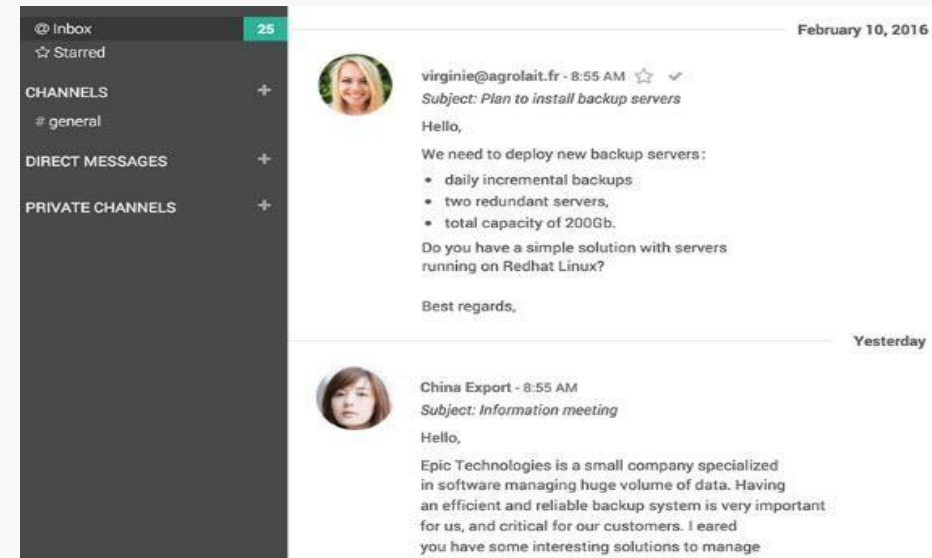 @ Inbox 25
☆ Starred
CHANNELS +
# general
DIRECT MESSAGES +
PRIVATE CHANNELS +
February 10, 2016
virginie@agrolait.fr - 8:55 AM ☆ ✔
Subject: Plan to install backup servers
Hello,
We need to deploy new backup servers:
• daily incremental backups
• two redundant servers,
• total capacity of 200Gb.
Do you have a simple solution with servers
running on Redhat Linux?
Best regards,
Yesterday
China Export - 8:55 AM
Subject: Information meeting
Hello,
Epic Technologies is a small company specialized
in software managing huge volume of data. Having
an efficient and reliable backup system is very important
for us, and critical for our customers. I eared
you have some interesting solutions to manage